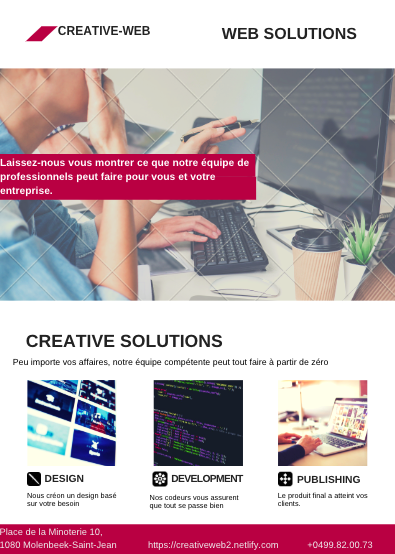 CREATIVE-WEB
WEB SOLUTIONS
Laissez-nous vous montrer ce que notre équipe de
professionnels peut faire pour vous et votre
entreprise.
CREATIVE SOLUTIONS
Peu importe vos affaires, notre équipe compétente peut tout faire à partir de zéro
DESIGN
Nous créon un design basé
sur votre idée.
DEVELOPMENT
Nos codeurs vous assurent
que tout se passe bien
PUBLISHING
Le produit final a atteint vos
clients.
Place de la Minoterie 10,
1080 Molenbeek-Saint-Jean
https://creativeweb2.netlify.com
+0499.82.00.73